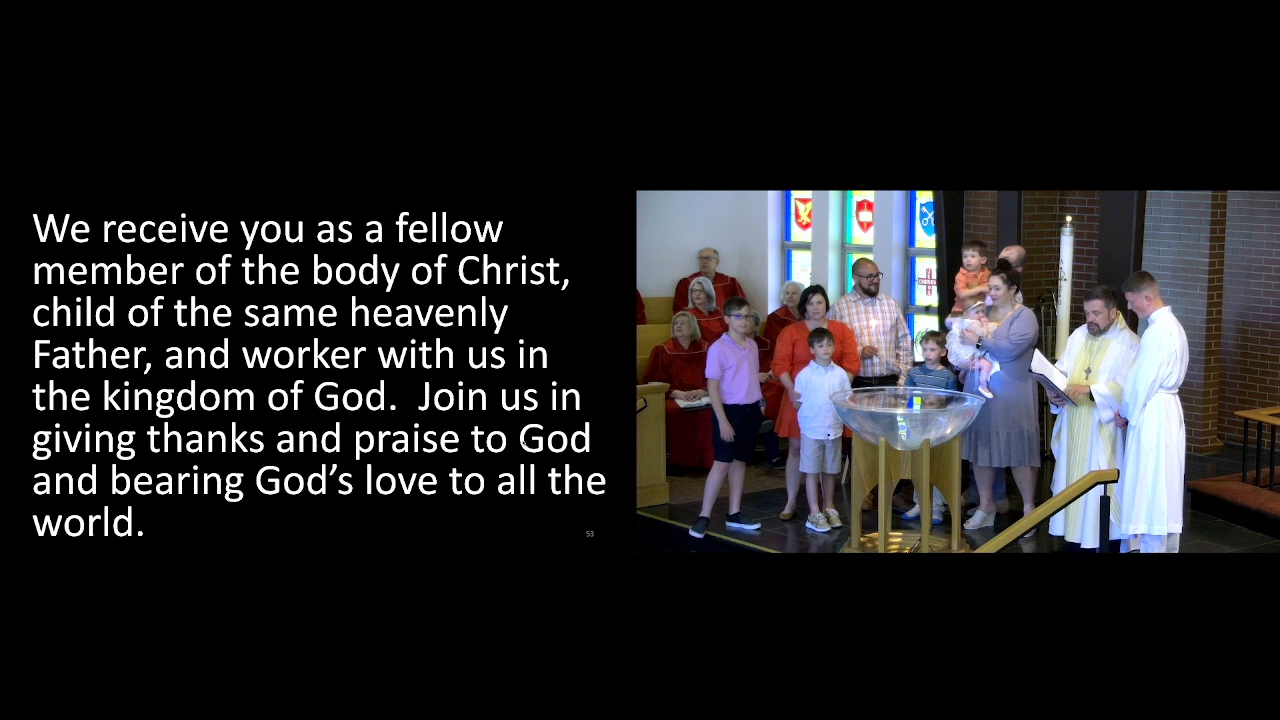 We receive you as a fellow
member of the body of Christ,
child of the same heavenly
Father, and worker with us in
the kingdom of God.  Join us in
giving thanks and praise to God
and bearing God’s love to all the
world.
53